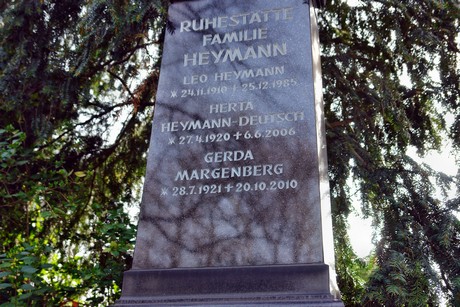 RUHESTÄTTE
FAMILIE
HEYMANN
LEO HEYMANN
* 24.11.1910 † 25.12.1985
HERTA
HEYMANN-DEUTSCH
* 27.4.1920 † 6.6.2006
GERDA
MARGENBERG
* 28.7.1921 † 20.10.2010